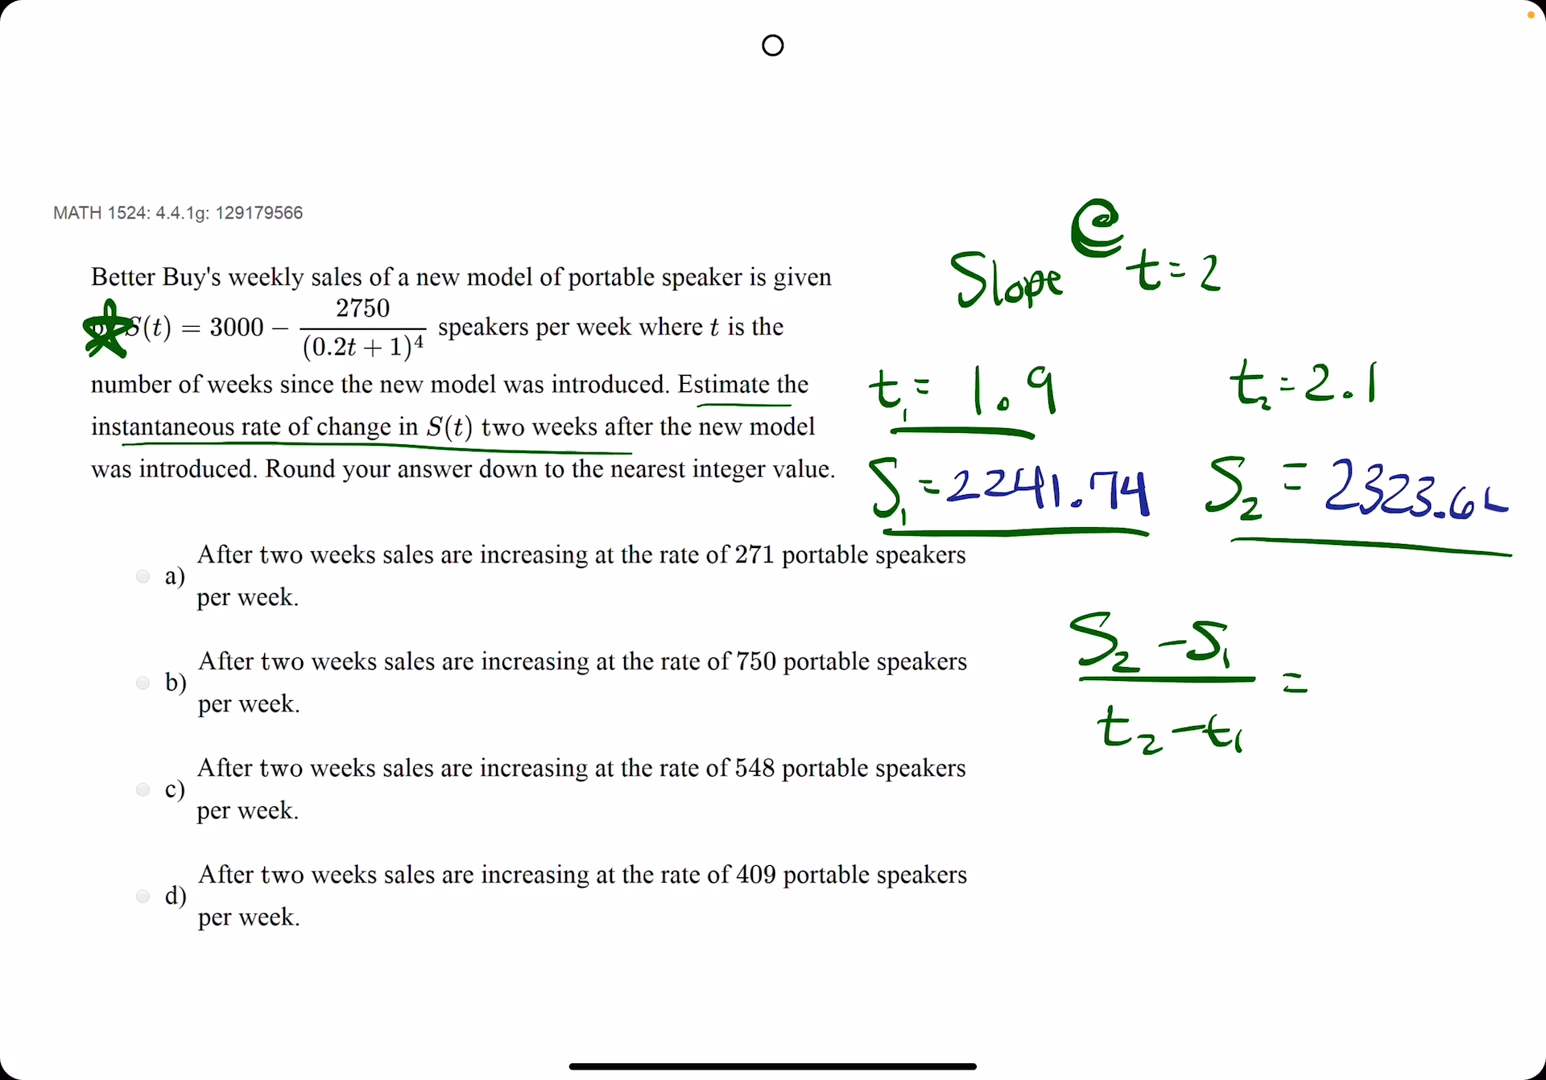 MATH 1524: 4.4.1g: 129179566
Better Buy's weekly sales of a new model of portable speaker is given
S(t) = 3000 − 2750/(0.2t + 1)^4 speakers per week where t is the
number of weeks since the new model was introduced. Estimate the
instantaneous rate of change in S(t) two weeks after the new model
was introduced. Round your answer down to the nearest integer value.
a) After two weeks sales are increasing at the rate of 271 portable speakers
per week.
b) After two weeks sales are increasing at the rate of 750 portable speakers
per week.
c) After two weeks sales are increasing at the rate of 548 portable speakers
per week.
d) After two weeks sales are increasing at the rate of 409 portable speakers
per week.
Slope @ t=2
t₁= 1.9
t₂=2.1
S₁=2241.74
S₂ =
(S₂ − S₁)/(t₂ − t₁) =